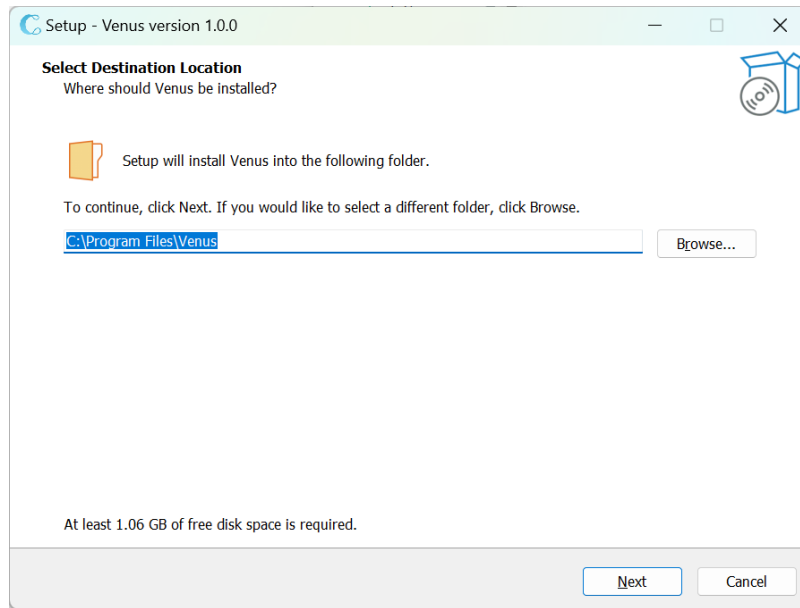 Setup - Venus version 1.0.0
Select Destination Location
Where should Venus be installed?
Setup will install Venus into the following folder.
To continue, click Next. If you would like to select a different folder, click Browse.
C:\Program Files\Venus
Browse...
At least 1.06 GB of free disk space is required.
Next
Cancel